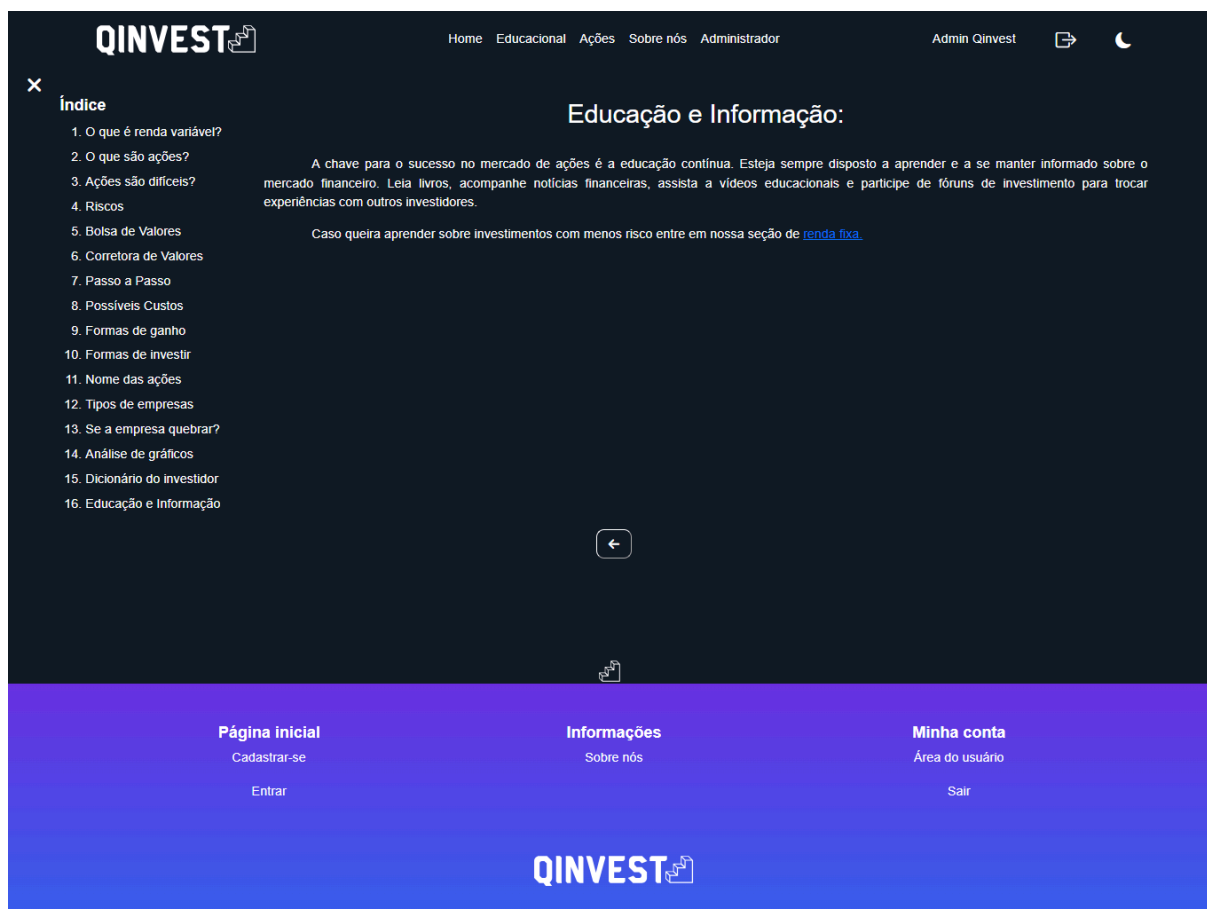 QINVEST
Home Educacional Ações Sobre nós Administrador
Admin Qinvest
Índice
1. O que é renda variável?
2. O que são ações?
3. Ações são difíceis?
4. Riscos
5. Bolsa de Valores
6. Corretora de Valores
7. Passo a Passo
8. Possíveis Custos
9. Formas de ganho
10. Formas de investir
11. Nome das ações
12. Tipos de empresas
13. Se a empresa quebrar?
14. Análise de gráficos
15. Dicionário do investidor
16. Educação e Informação
Educação e Informação:
A chave para o sucesso no mercado de ações é a educação contínua. Esteja sempre disposto a aprender e a se manter informado sobre o
mercado financeiro. Leia livros, acompanhe notícias financeiras, assista a vídeos educacionais e participe de fóruns de investimento para trocar
experiências com outros investidores.
Caso queira aprender sobre investimentos com menos risco entre em nossa seção de renda fixa.
Página inicial
Cadastrar-se
Entrar
Informações
Sobre nós
Minha conta
Área do usuário
Sair
QINVEST